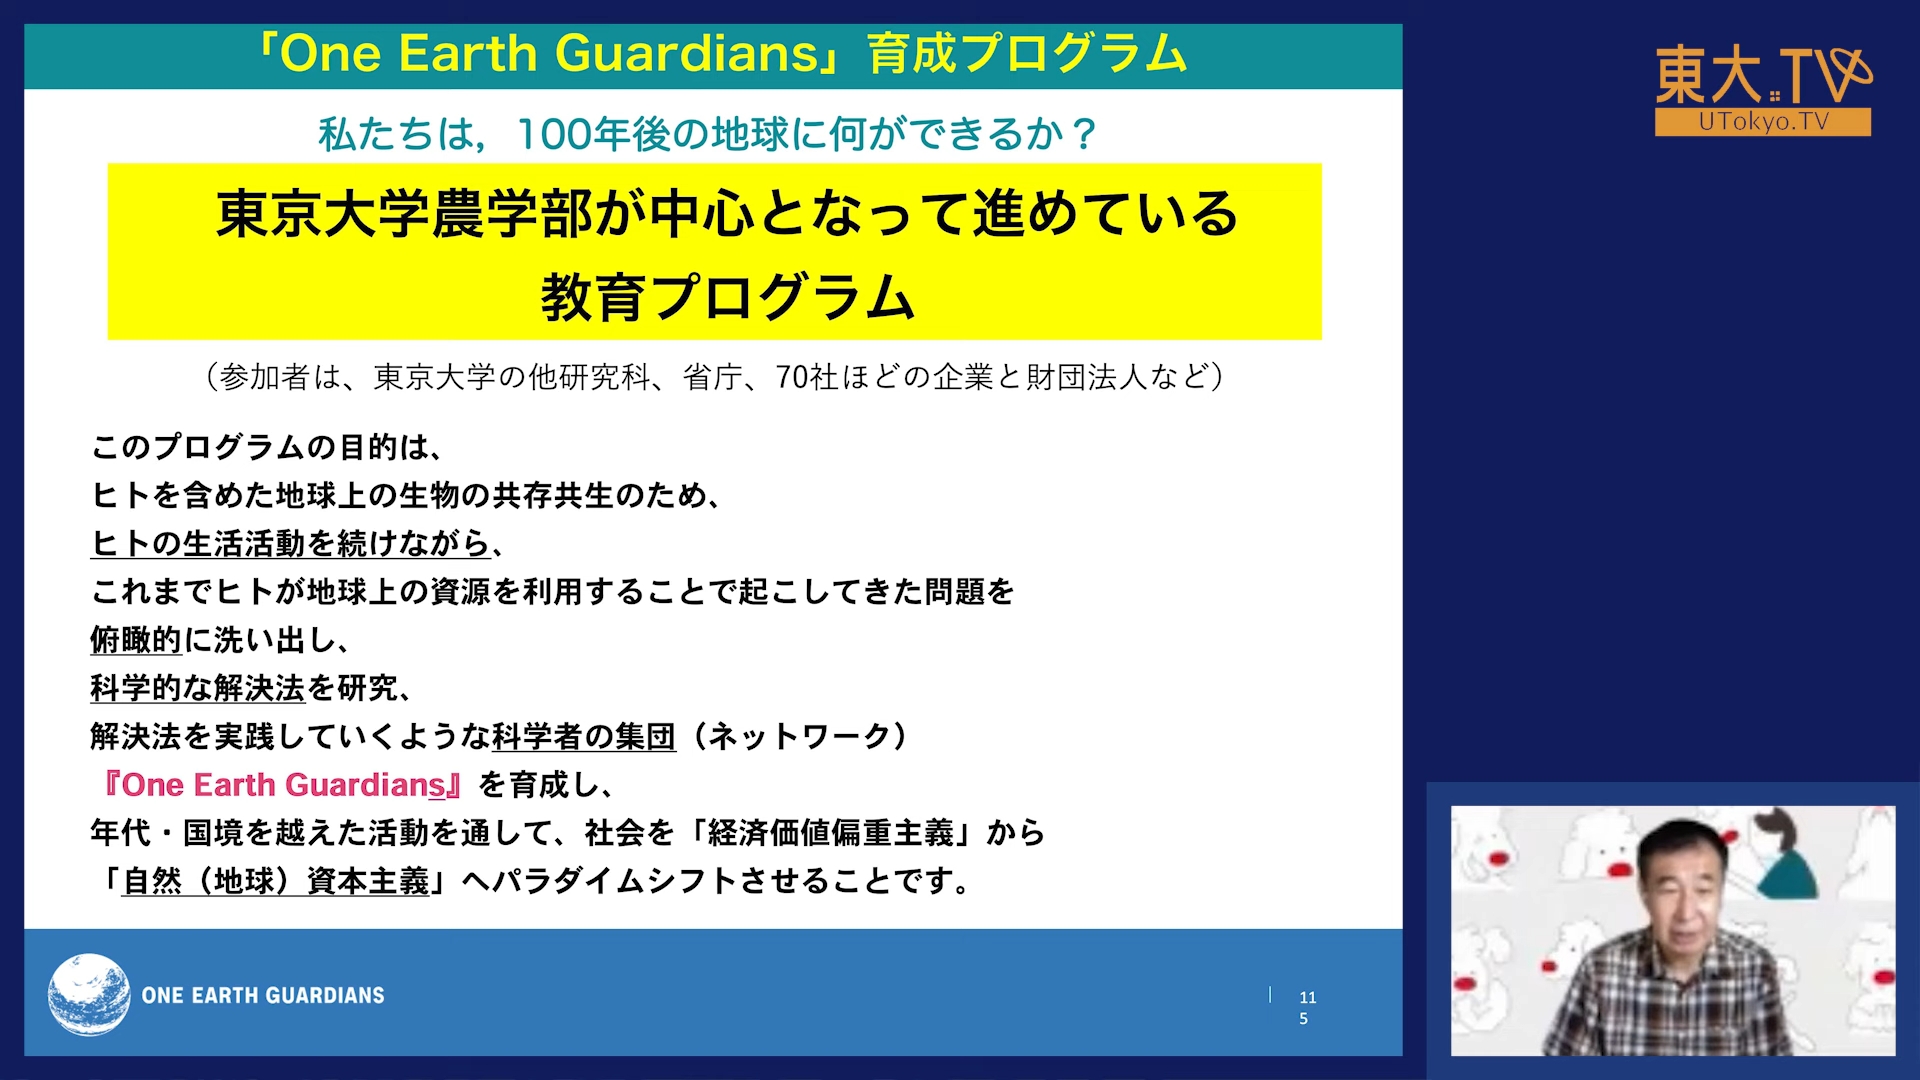 「One Earth Guardians」育成プログラム
私たちは，100年後の地球に何ができるか？
東京大学農学部が中心となって進めている
教育プログラム
（参加者は、東京大学の他研究科、省庁、70社ほどの企業と財団法人など）
このプログラムの目的は、
ヒトを含めた地球上の生物の共存共生のため、
ヒトの生活活動を続けながら、
これまでヒトが地球上の資源を利用することで起こしてきた問題を
俯瞰的に洗い出し、
科学的な解決法を研究、
解決法を実践していくような科学者の集団（ネットワーク）
『One Earth Guardians』を育成し、
年代・国境を越えた活動を通して、社会を「経済価値偏重主義」から
「自然（地球）資本主義」へパラダイムシフトさせることです。
ONE EARTH GUARDIANS
11
5
東大TV
UTokyo.TV